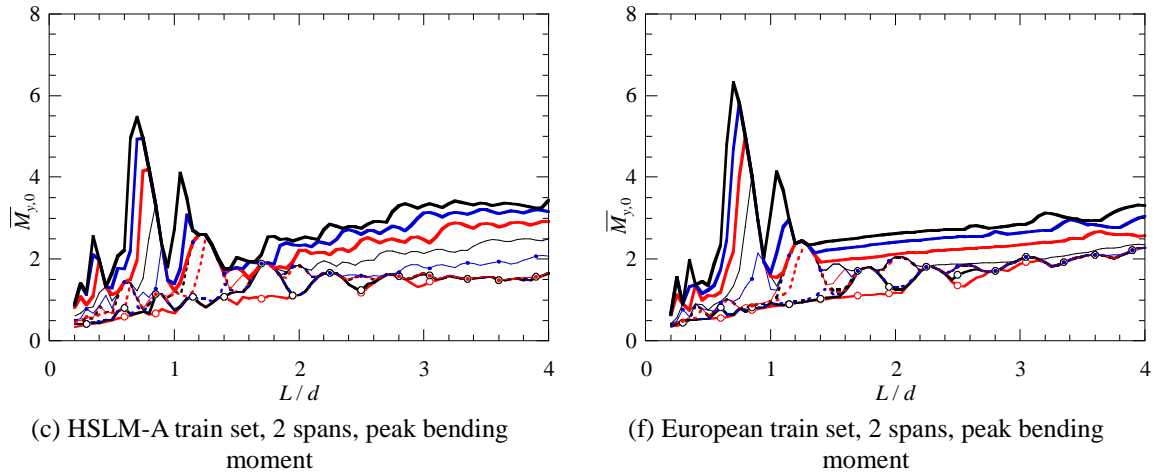 8
6
4
2
0
M̅y,0
0 1 2 3 4
L / d
(c) HSLM-A train set, 2 spans, peak bending
moment
8
6
4
2
0
M̅y,0
0 1 2 3 4
L / d
(f) European train set, 2 spans, peak bending
moment